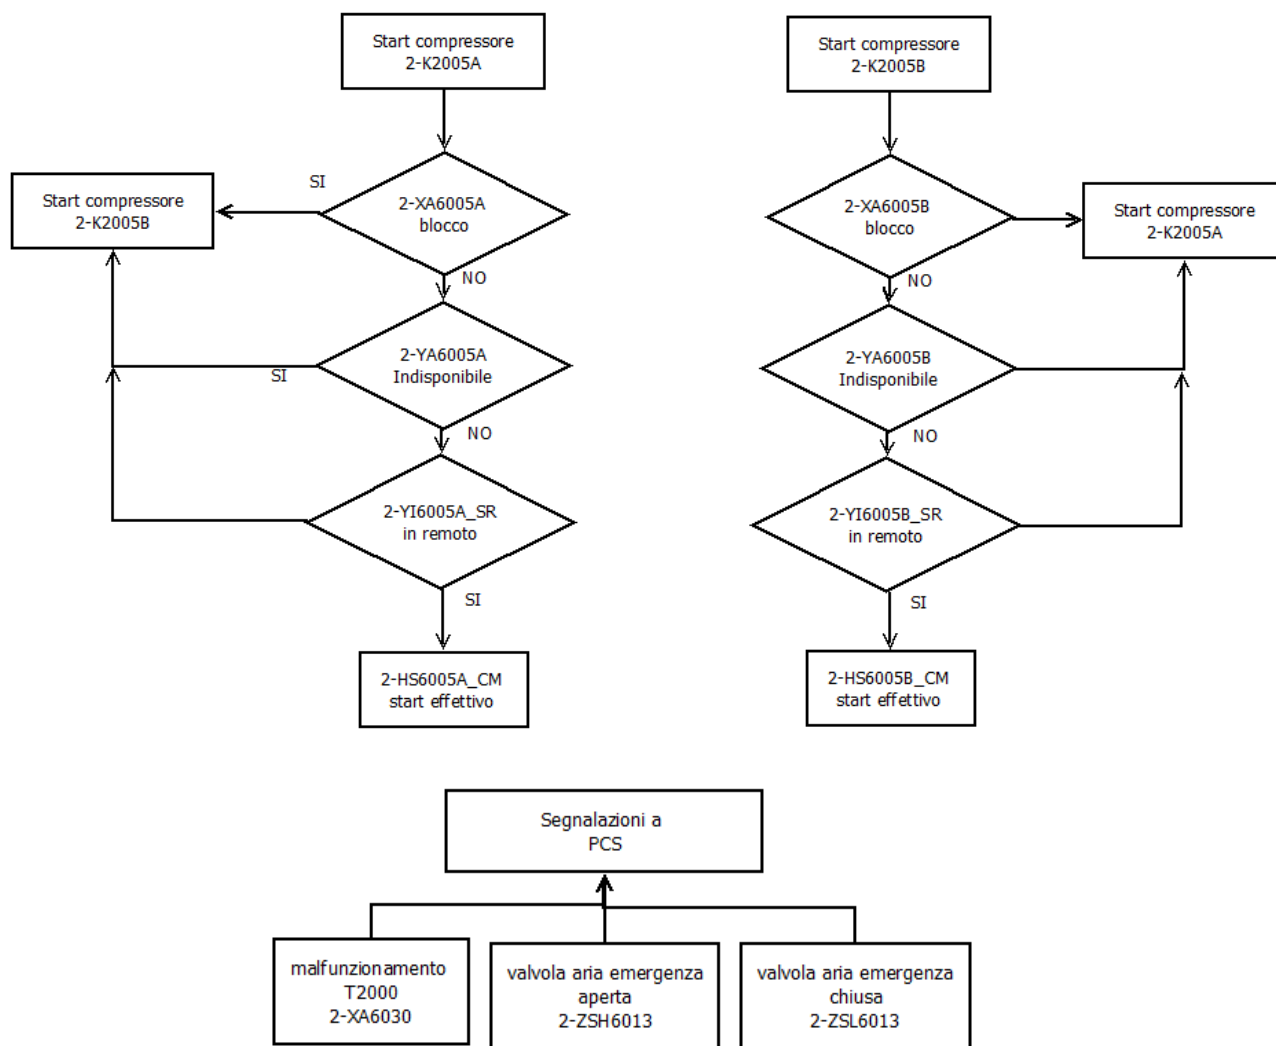 Start compressore
2-K2005A
SI
Start compressore
2-K2005B
2-XA6005A
blocco
NO
2-YA6005A
Indisponibile
SI
NO
2-YI6005A_SR
in remoto
SI
2-HS6005A_CM
start effettivo
Start compressore
2-K2005B
2-XA6005B
blocco
Start compressore
2-K2005A
NO
2-YA6005B
Indisponibile
NO
2-YI6005B_SR
in remoto
SI
2-HS6005B_CM
start effettivo
Segnalazioni a
PCS
malfunzionamento
T2000
2-XA6030
valvola aria emergenza
aperta
2-ZSH6013
valvola aria emergenza
chiusa
2-ZSL6013